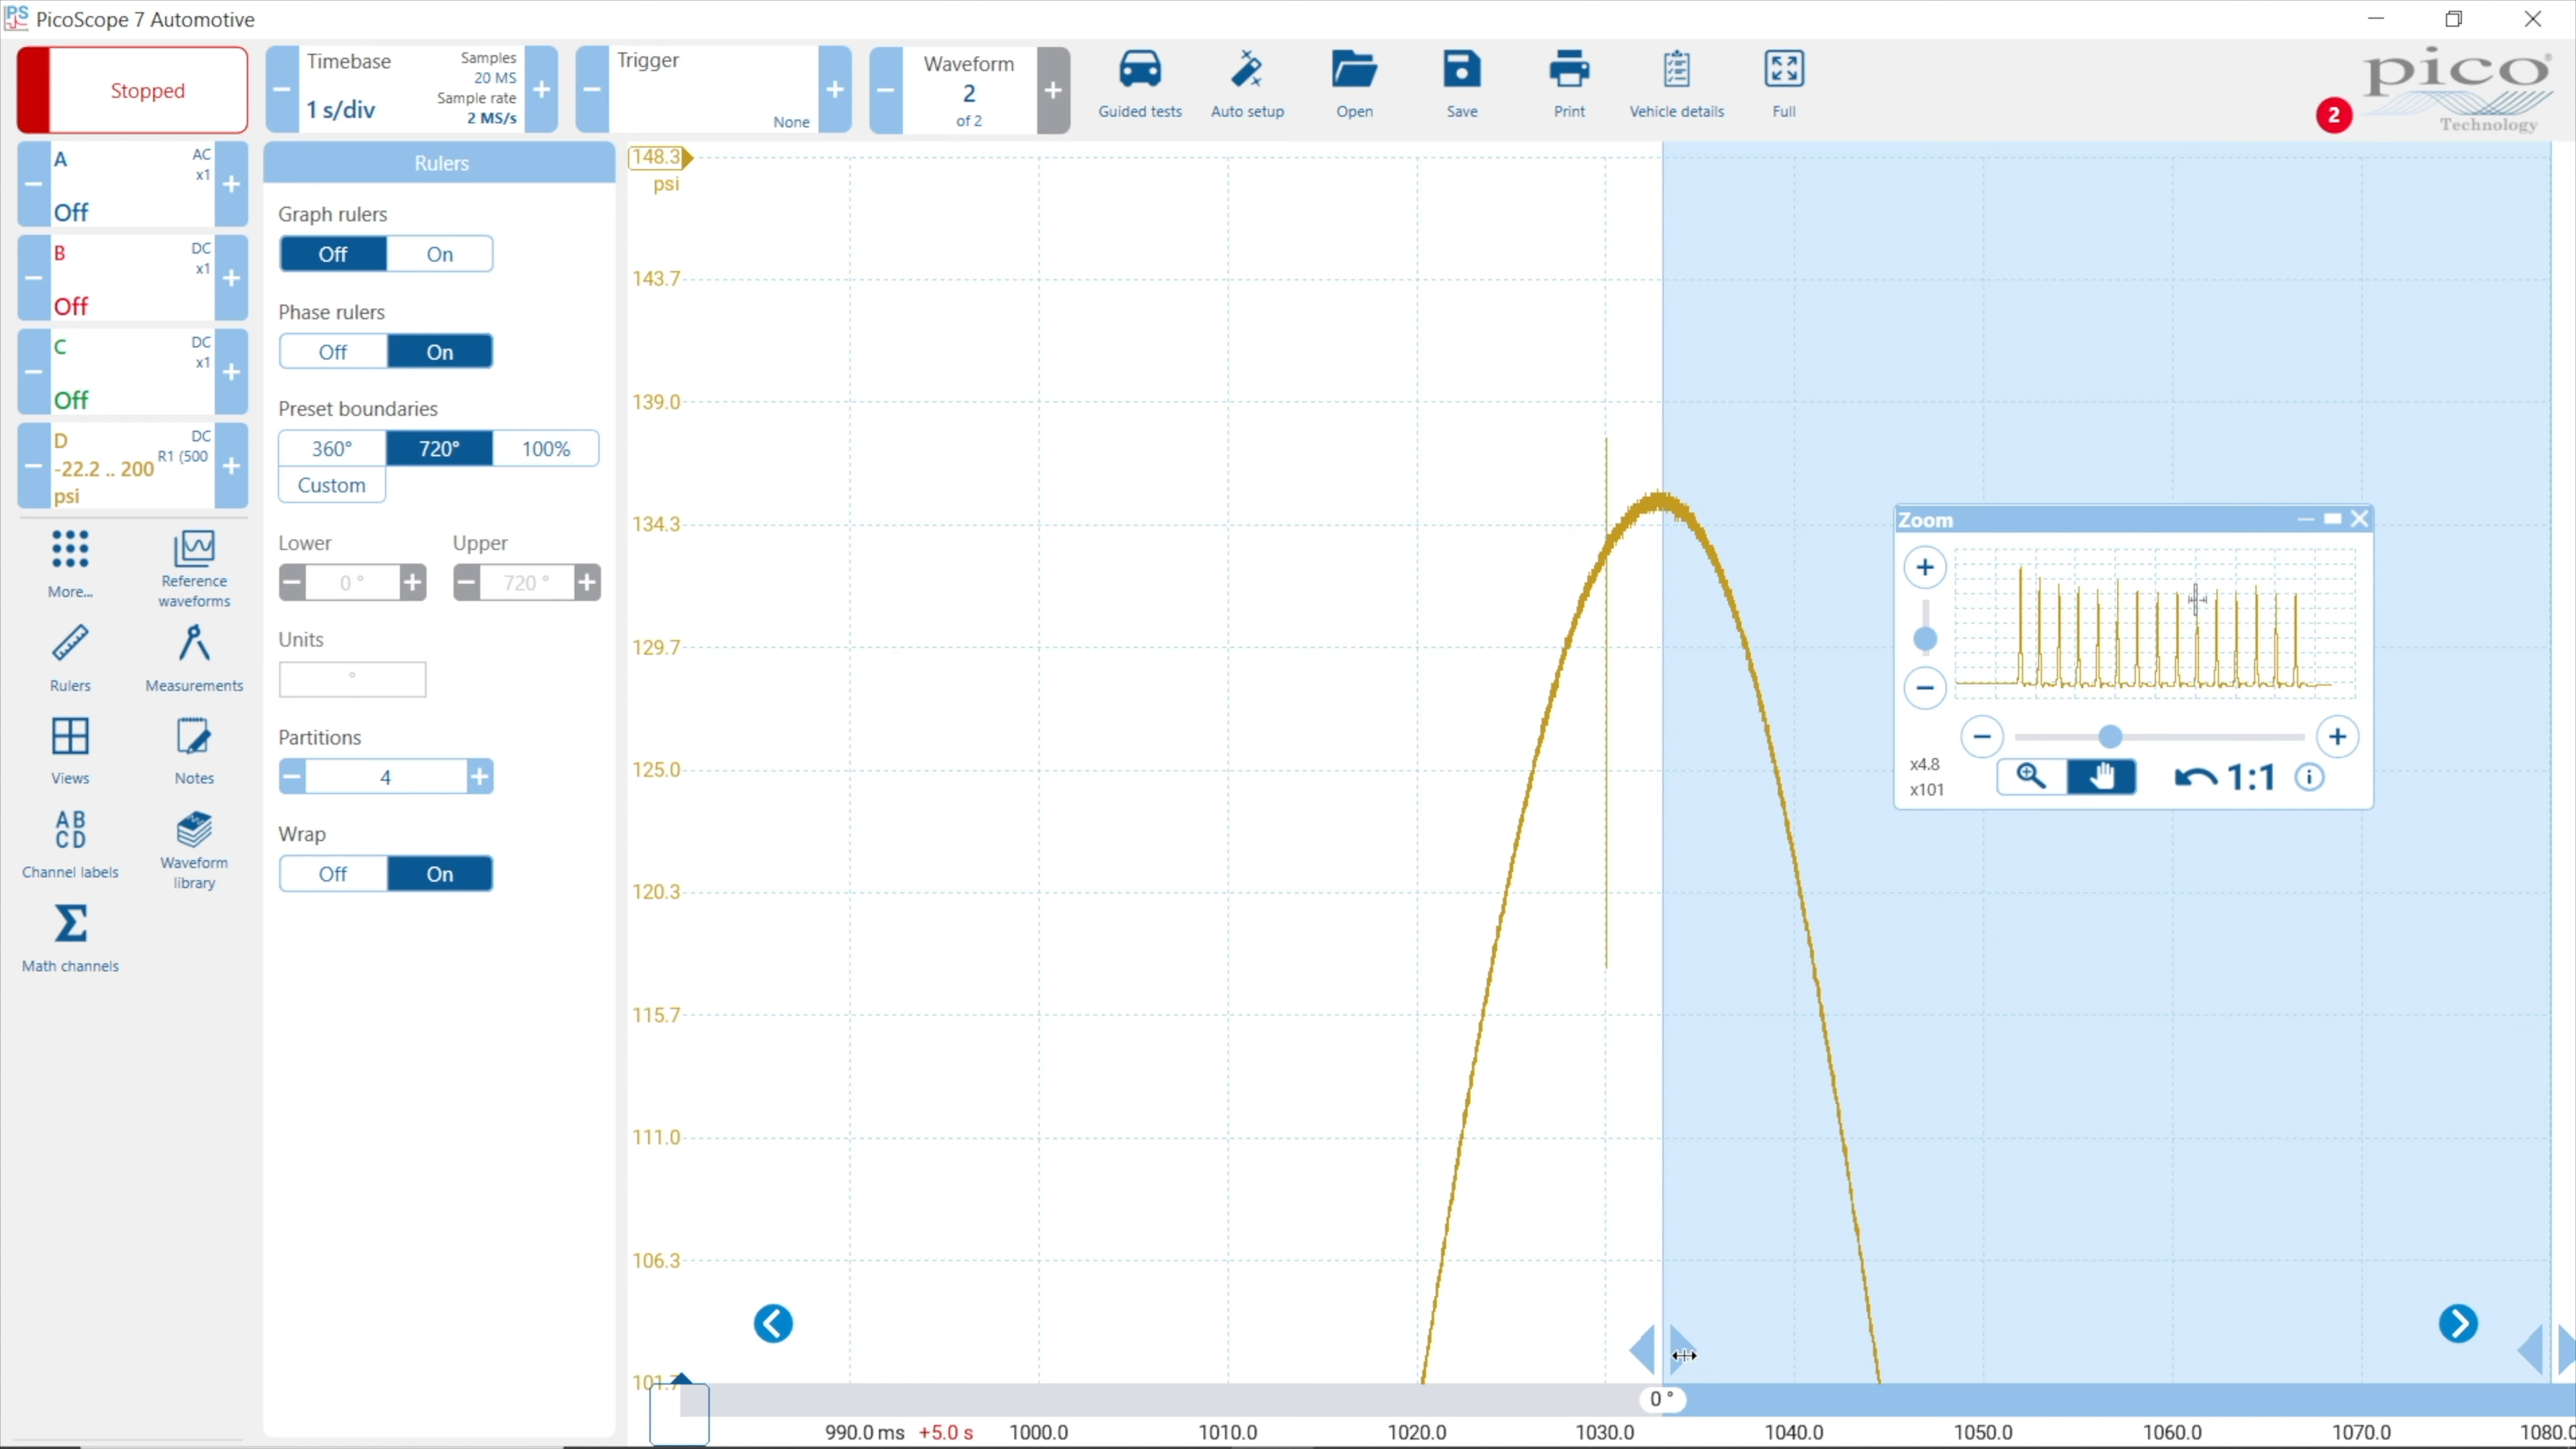 PicoScope 7 Automotive
Stopped
Timebase
1 s/div
Samples
20 MS
Sample rate
2 MS/s
Trigger
None
Waveform
2
of 2
Guided tests
Auto setup
Open
Save
Print
Vehicle details
Full
2
pico
Technology
A
AC
x1
Off
B
DC
x1
Off
C
DC
x1
Off
D
DC
-22.2 .. 200
R1 (500
psi
More...
Reference
waveforms
Rulers
Measurements
Views
Notes
A B
C D
Channel labels
Waveform
library
Σ
Math channels
Rulers
Graph rulers
Off On
Phase rulers
Off On
Preset boundaries
360° 720° 100%
Custom
Lower Upper
0 ° 720 °
Units
°
Partitions
4
Wrap
Off On
148.3
psi
143.7
139.0
134.3
129.7
125.0
120.3
115.7
111.0
106.3
101.7
Zoom
x4.8
x101
1:1
0 °
990.0 ms +5.0 s 1000.0 1010.0 1020.0 1030.0 1040.0 1050.0 1060.0 1070.0 1080.0